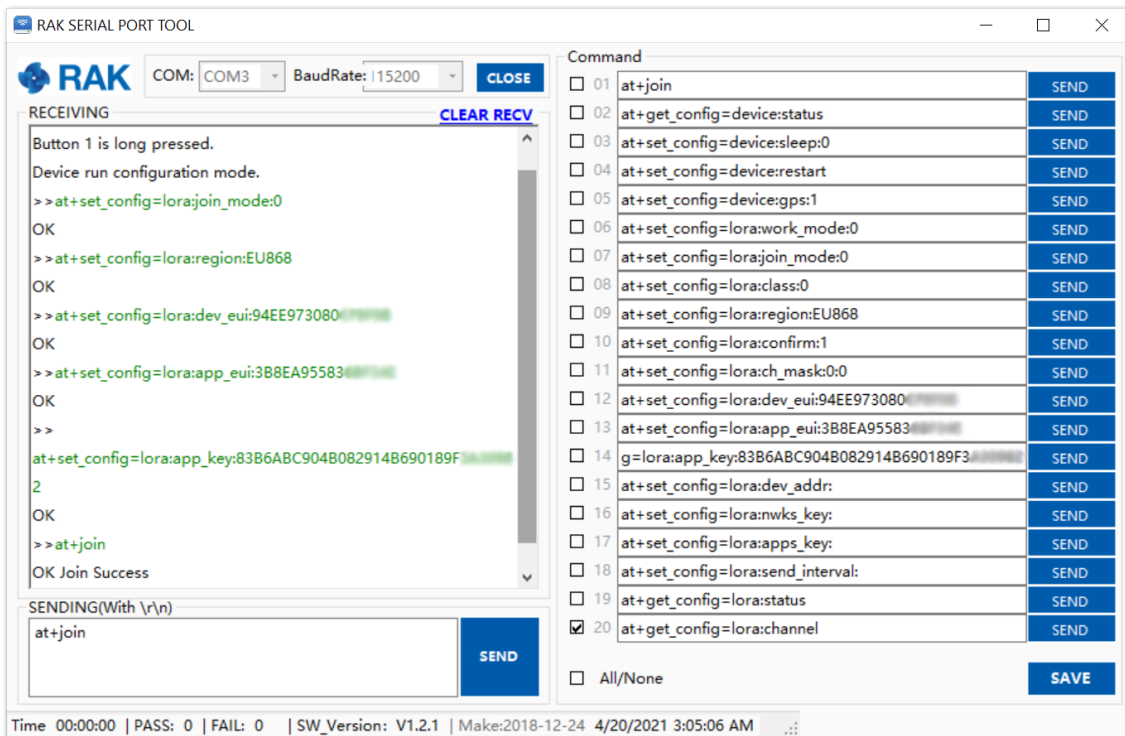 RAK SERIAL PORT TOOL
RAK
COM: COM3 BaudRate: 115200 CLOSE
RECEIVING CLEAR RECV
Button 1 is long pressed.
Device run configuration mode.
>>at+set_config=lora:join_mode:0
OK
>>at+set_config=lora:region:EU868
OK
>>at+set_config=lora:dev_eui:94EE973080
OK
>>at+set_config=lora:app_eui:3B8EA95583
OK
>>
at+set_config=lora:app_key:83B6ABC904B082914B690189F
2
OK
>>at+join
OK Join Success
SENDING(With \r\n)
at+join
SEND
Command
01 at+join SEND
02 at+get_config=device:status SEND
03 at+set_config=device:sleep:0 SEND
04 at+set_config=device:restart SEND
05 at+set_config=device:gps:1 SEND
06 at+set_config=lora:work_mode:0 SEND
07 at+set_config=lora:join_mode:0 SEND
08 at+set_config=lora:class:0 SEND
09 at+set_config=lora:region:EU868 SEND
10 at+set_config=lora:confirm:1 SEND
11 at+set_config=lora:ch_mask:0:0 SEND
12 at+set_config=lora:dev_eui:94EE973080 SEND
13 at+set_config=lora:app_eui:3B8EA95583 SEND
14 g=lora:app_key:83B6ABC904B082914B690189F3 SEND
15 at+set_config=lora:dev_addr: SEND
16 at+set_config=lora:nwks_key: SEND
17 at+set_config=lora:apps_key: SEND
18 at+set_config=lora:send_interval: SEND
19 at+get_config=lora:status SEND
20 at+get_config=lora:channel SEND
All/None SAVE
Time 00:00:00 | PASS: 0 | FAIL: 0 | SW_Version: V1.2.1 | Make:2018-12-24 4/20/2021 3:05:06 AM